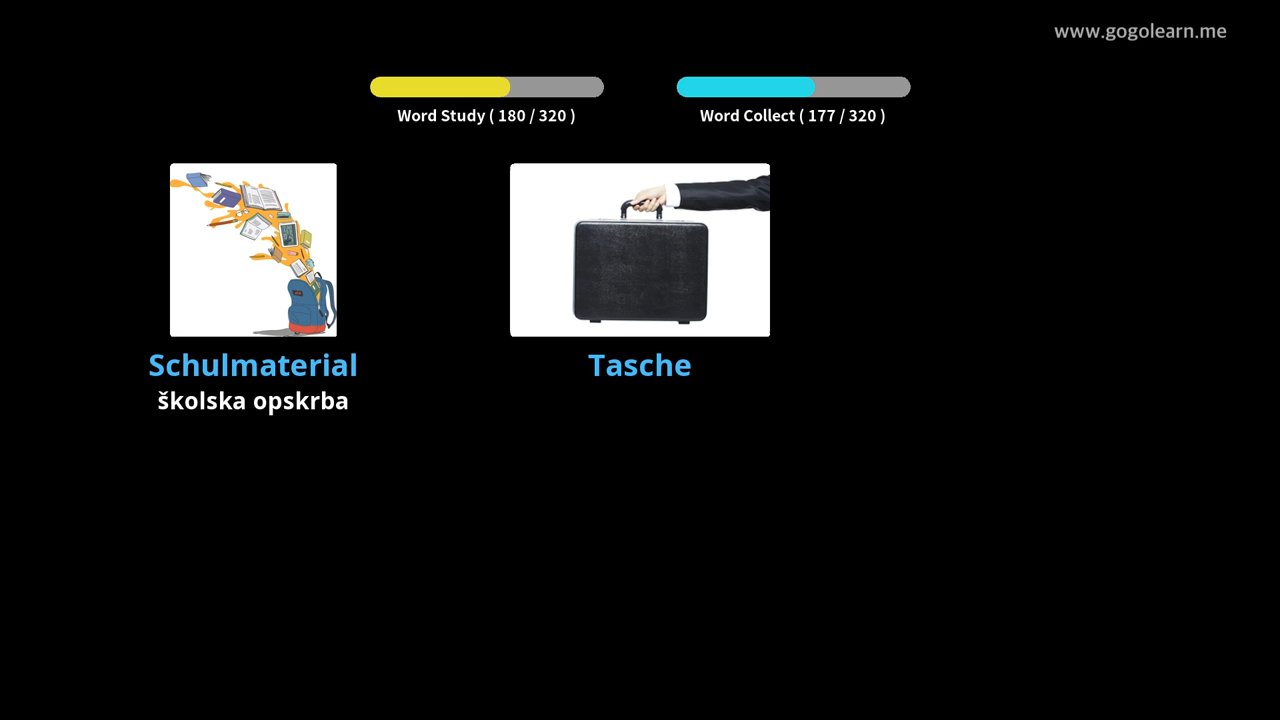 www.gogolearn.me
Word Study ( 180 / 320 )
Word Collect ( 177 / 320 )
Schulmaterial
školska opskrba
Tasche